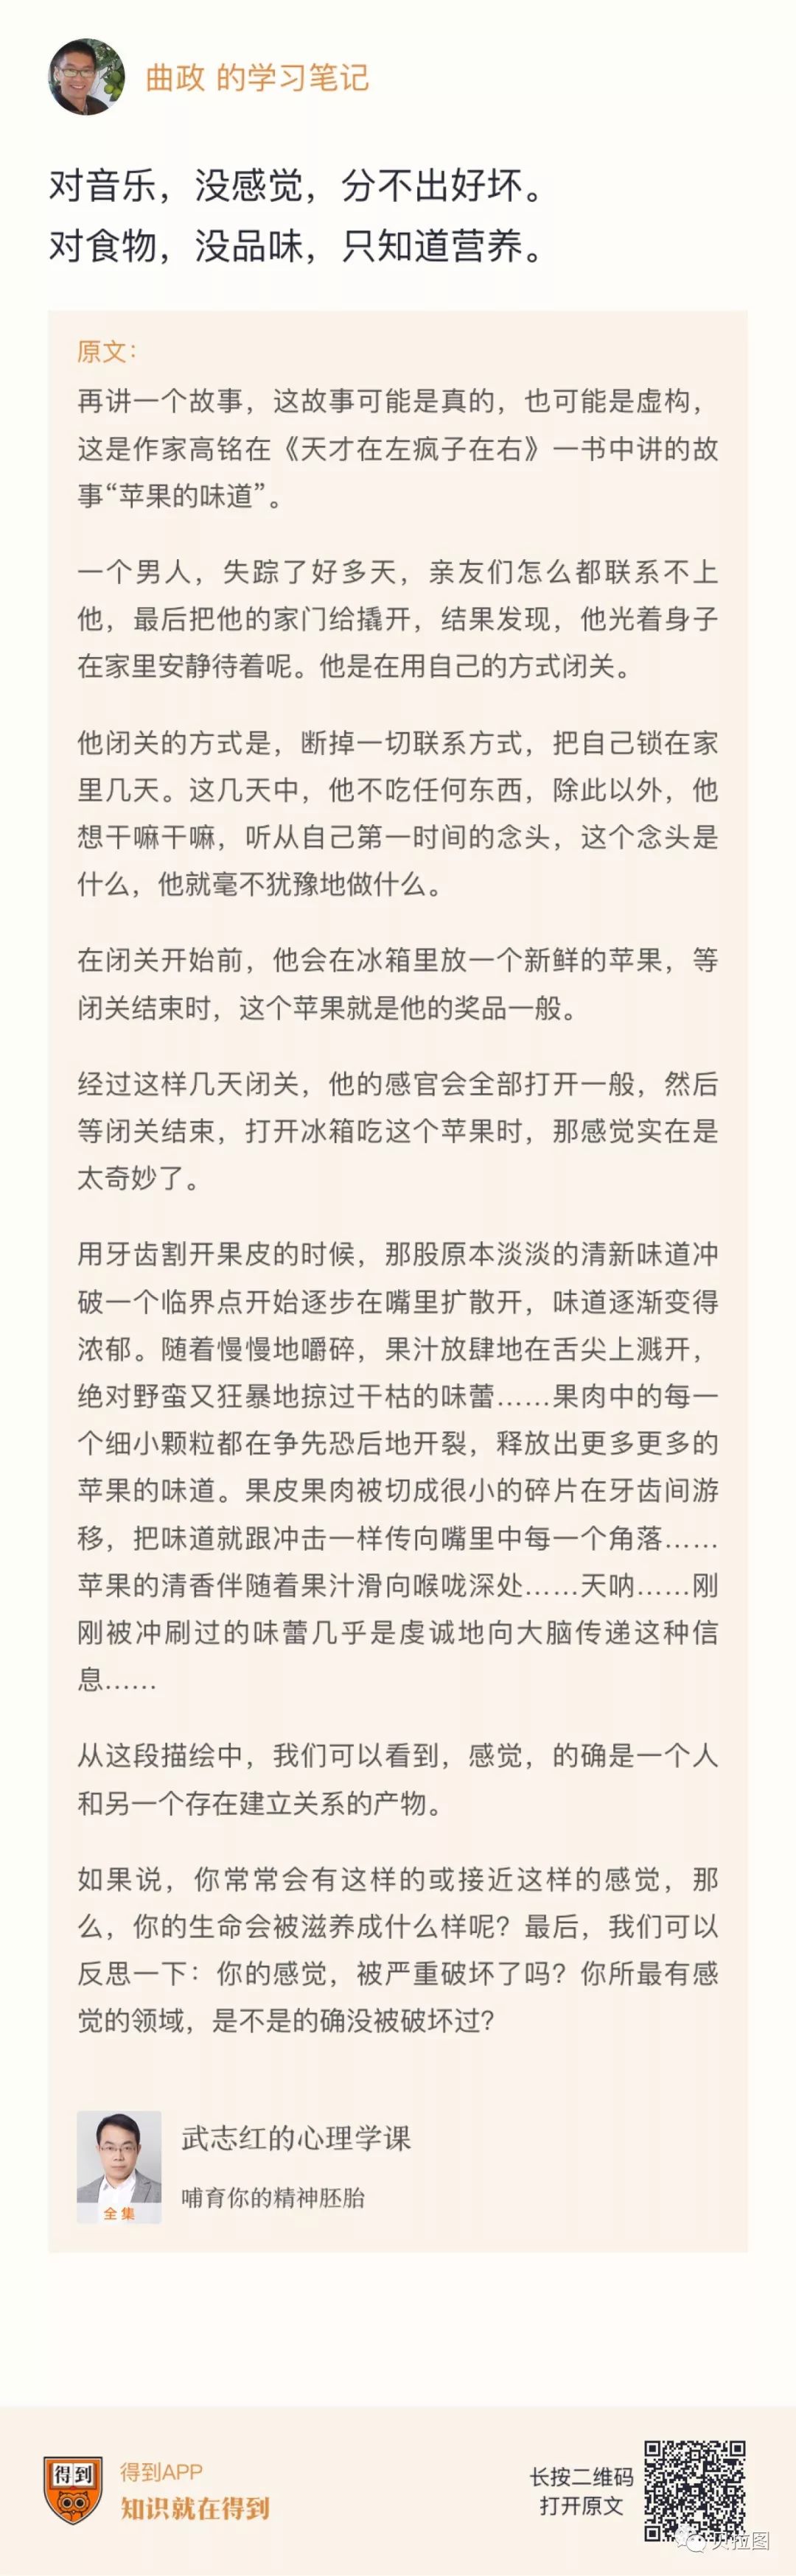 曲政 的学习笔记
对音乐，没感觉，分不出好坏。
对食物，没品味，只知道营养。
原文：
再讲一个故事，这故事可能是真的，也可能是虚构，
这是作家高铭在《天才在左疯子在右》一书中讲的故
事“苹果的味道”。
一个男人，失踪了好多天，亲友们怎么都联系不上
他，最后把他的家门给撬开，结果发现，他光着身子
在家里安静待着呢。他是在用自己的方式闭关。
他闭关的方式是，断掉一切联系方式，把自己锁在家
里几天。这几天中，他不吃任何东西，除此以外，他
想干嘛干嘛，听从自己第一时间的念头，这个念头是
什么，他就毫不犹豫地做什么。
在闭关开始前，他会在冰箱里放一个新鲜的苹果，等
闭关结束时，这个苹果就是他的奖品一般。
经过这样几天闭关，他的感官会全部打开一般，然后
等闭关结束，打开冰箱吃这个苹果时，那感觉实在是
太奇妙了。
用牙齿割开果皮的时候，那股原本淡淡的清新味道冲
破一个临界点开始逐步在嘴里扩散开，味道逐渐变得
浓郁。随着慢慢地嚼碎，果汁放肆地在舌尖上溅开，
绝对野蛮又狂暴地掠过干枯的味蕾……果肉中的每一
个细小颗粒都在争先恐后地开裂，释放出更多更多的
苹果的味道。果皮果肉被切成很小的碎片在牙齿间游
移，把味道就跟冲击一样传向嘴里中每一个角落……
苹果的清香伴随着果汁滑向喉咙深处……天呐……刚
刚被冲刷过的味蕾几乎是虔诚地向大脑传递这种信
息……
从这段描绘中，我们可以看到，感觉，的确是一个人
和另一个存在建立关系的产物。
如果说，你常常会有这样的或接近这样的感觉，那
么，你的生命会被滋养成什么样呢？最后，我们可以
反思一下：你的感觉，被严重破坏了吗？你所最有感
觉的领域，是不是的确没被破坏过？
武志红的心理学课
哺育你的精神胚胎
全集
得到
得到APP
知识就在得到
长按二维码
打开原文
贝拉图